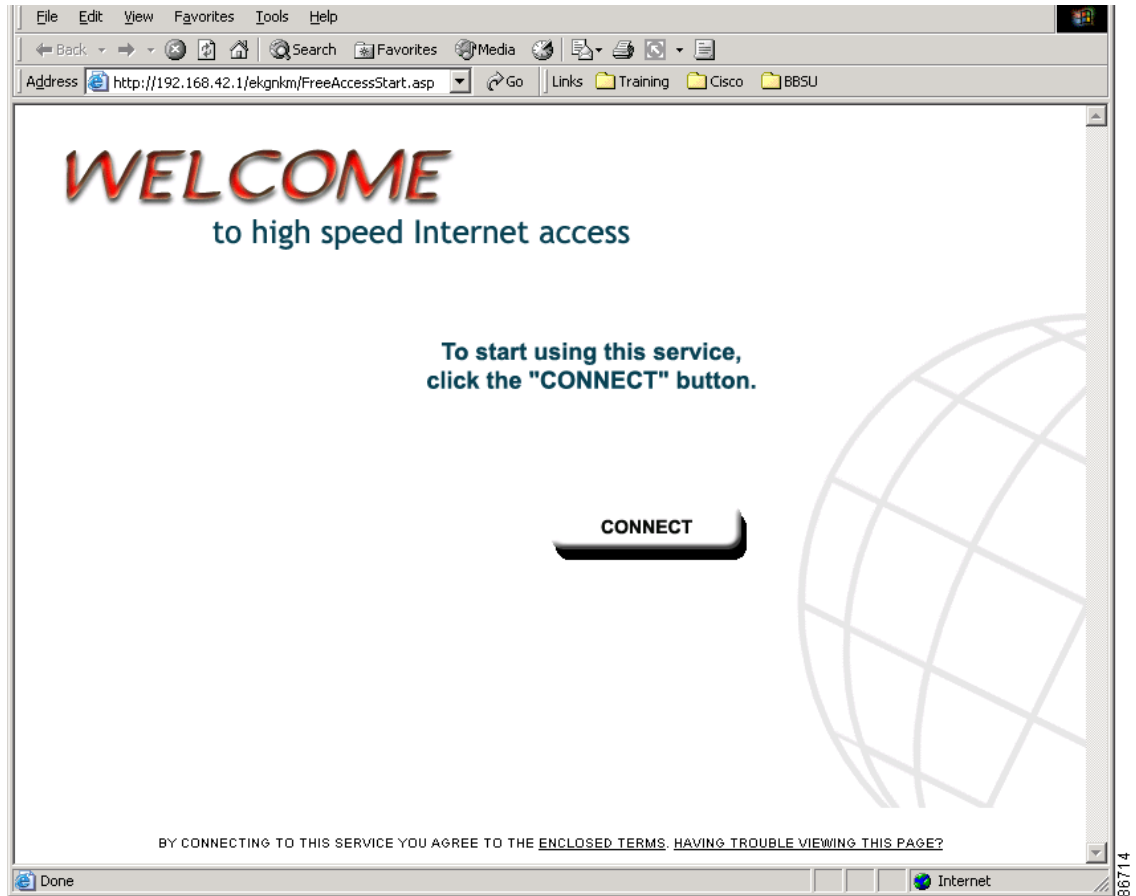 File Edit View Favorites Tools Help
Back Search Favorites Media
Address http://192.168.42.1/ekgnkm/FreeAccessStart.asp Go Links Training Cisco BBSU
WELCOME
to high speed Internet access
To start using this service,
click the "CONNECT" button.
CONNECT
BY CONNECTING TO THIS SERVICE YOU AGREE TO THE ENCLOSED TERMS. HAVING TROUBLE VIEWING THIS PAGE?
Done Internet
86714